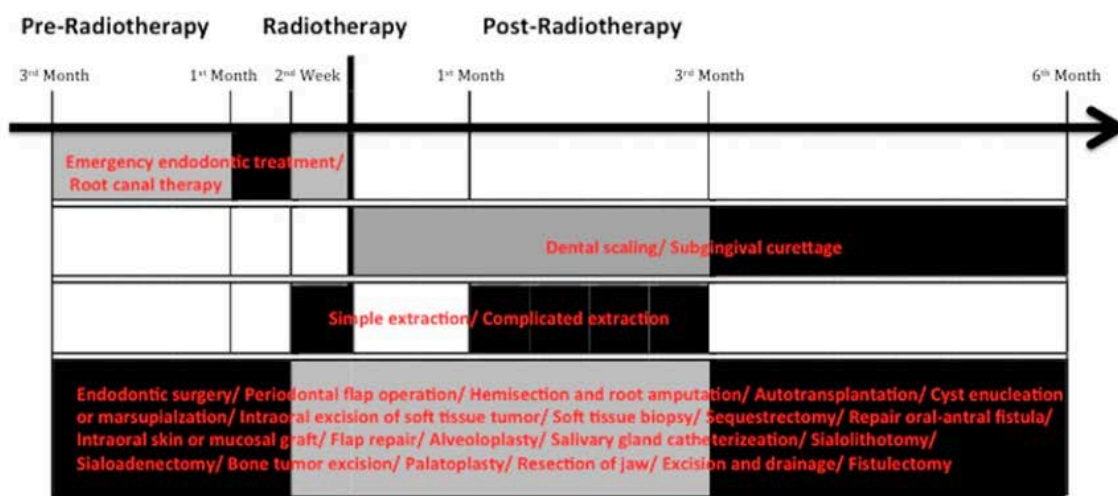 Pre-Radiotherapy Radiotherapy Post-Radiotherapy
3rd Month 1st Month 2nd Week 1st Month 3rd Month 6th Month
Emergency endodontic treatment/
Root canal therapy
Dental scaling/ Subgingival curettage
Simple extraction/ Complicated extraction
Endodontic surgery/ Periodontal flap operation/ Hemisection and root amputation/ Autotransplantation/ Cyst enucleation
or marsupialzation/ Intraoral excision of soft tissue tumor/ Soft tissue biopsy/ Sequestrectomy/ Repair oral-antral fistula/
Intraoral skin or mucosal graft/ Flap repair/ Alveoloplasty/ Salivary gland catheterizeation/ Sialolithotomy/
Sialoadenectomy/ Bone tumor excision/ Palatoplasty/ Resection of jaw/ Excision and drainage/ Fistulectomy